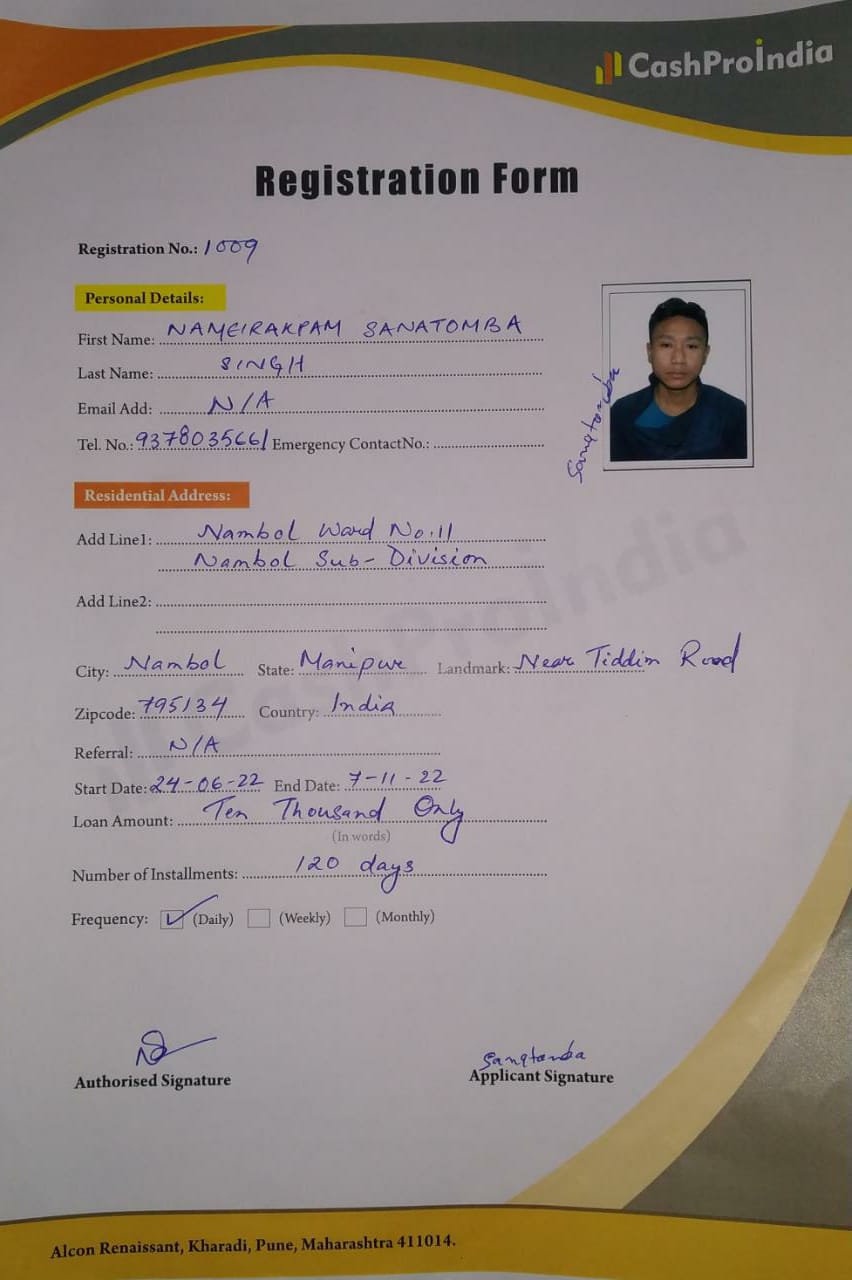 CashProIndia
Registration Form
Registration No.: 1009
Personal Details:
First Name: NAMEIRAKPAM SANATOMBA
Last Name: SINGH
Email Add: N/A
Tel. No.: 9378035661 Emergency ContactNo.:
Sanatomba
Residential Address:
Add Line1: Nambol Ward No. 11
Nambol Sub-Division
Add Line2:
City: Nambol State: Manipur Landmark: Near Tiddim Road
Zipcode: 795134 Country: India
Referral: N/A
Start Date: 24-06-22 End Date: 7-11-22
Loan Amount: Ten Thousand Only
(In words)
Number of Installments: 120 days
Frequency: (Daily) (Weekly) (Monthly)
Sanatomba
Authorised Signature Applicant Signature
CashProIndia
Alcon Renaissant, Kharadi, Pune, Maharashtra 411014.